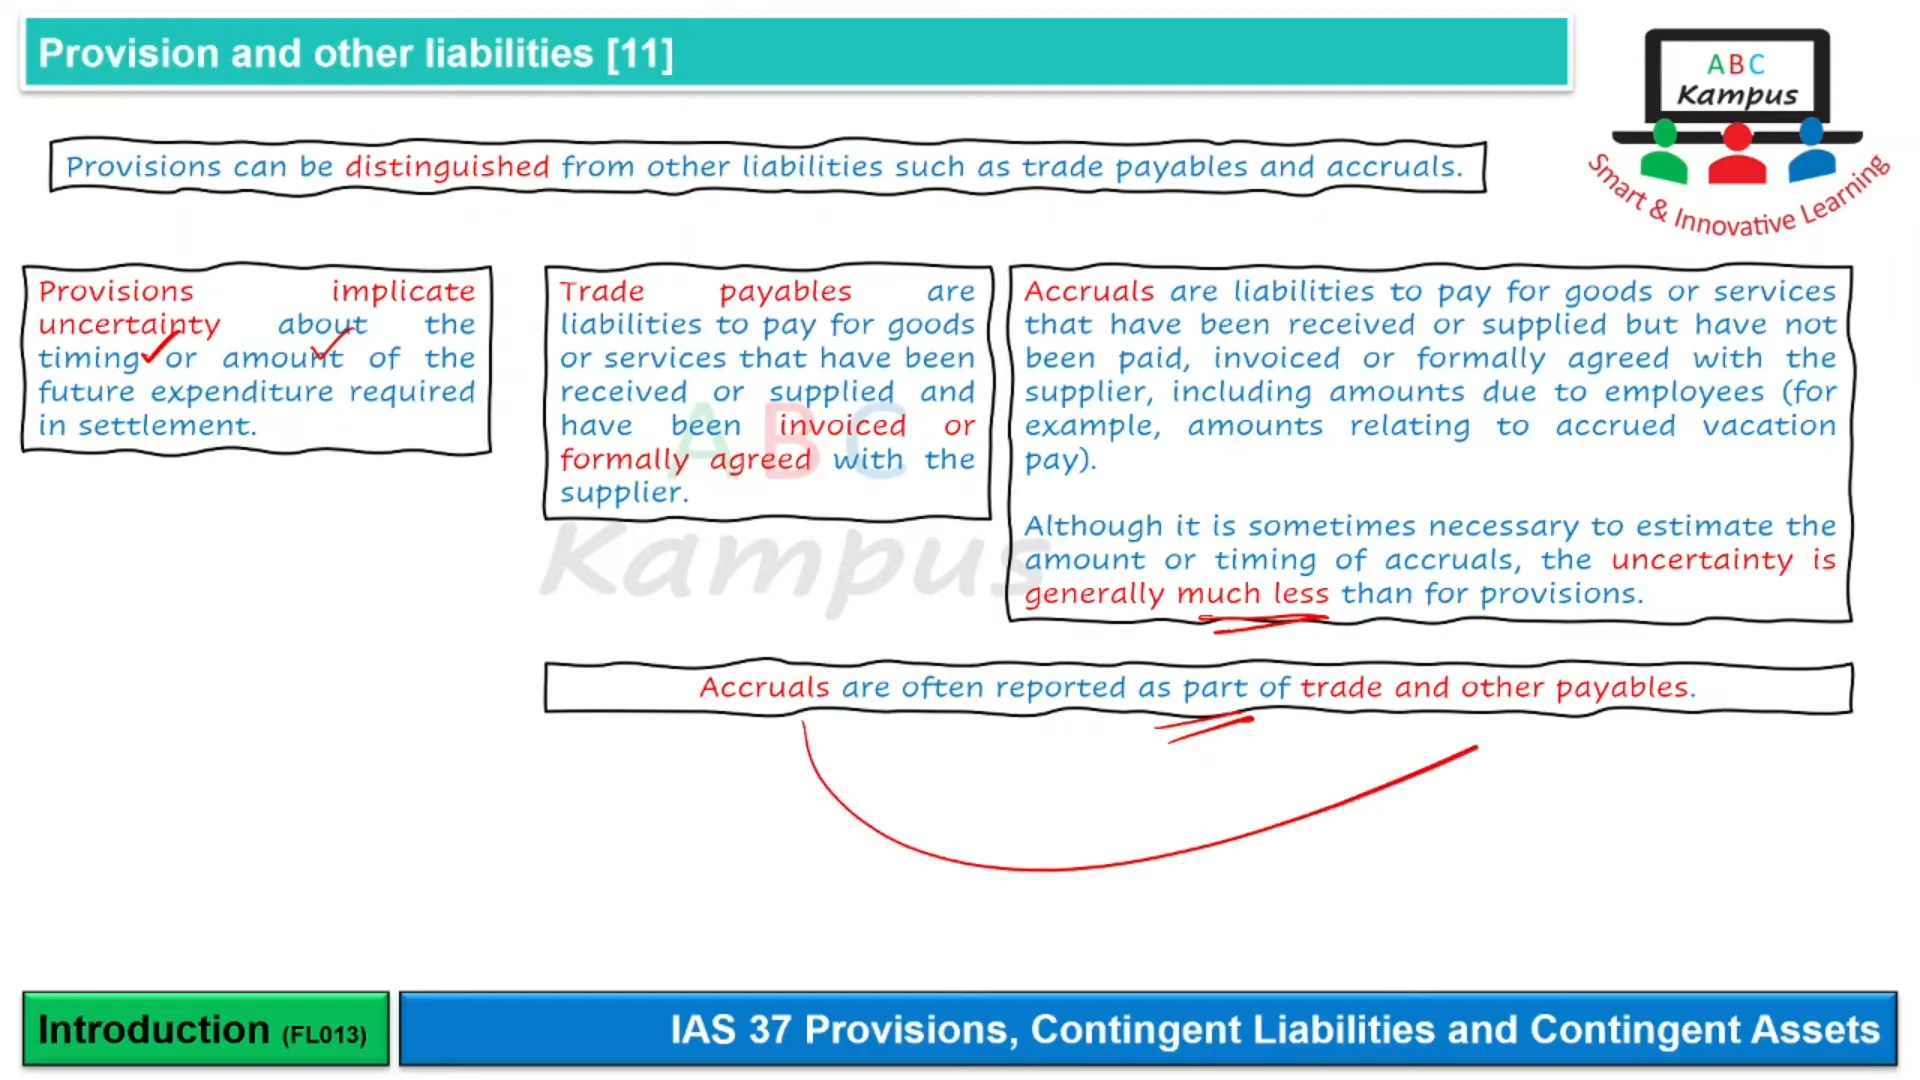 Provision and other liabilities [11]
ABC
Kampus
Smart & Innovative Learning
Provisions can be distinguished from other liabilities such as trade payables and accruals.
Provisions implicate
uncertainty about the
timing or amount of the
future expenditure required
in settlement.
Trade payables are
liabilities to pay for goods
or services that have been
received or supplied and
have been invoiced or
formally agreed with the
supplier.
Accruals are liabilities to pay for goods or services
that have been received or supplied but have not
been paid, invoiced or formally agreed with the
supplier, including amounts due to employees (for
example, amounts relating to accrued vacation
pay).
Although it is sometimes necessary to estimate the
amount or timing of accruals, the uncertainty is
generally much less than for provisions.
ABC
Kampus
Accruals are often reported as part of trade and other payables.
Introduction (FL013)
IAS 37 Provisions, Contingent Liabilities and Contingent Assets